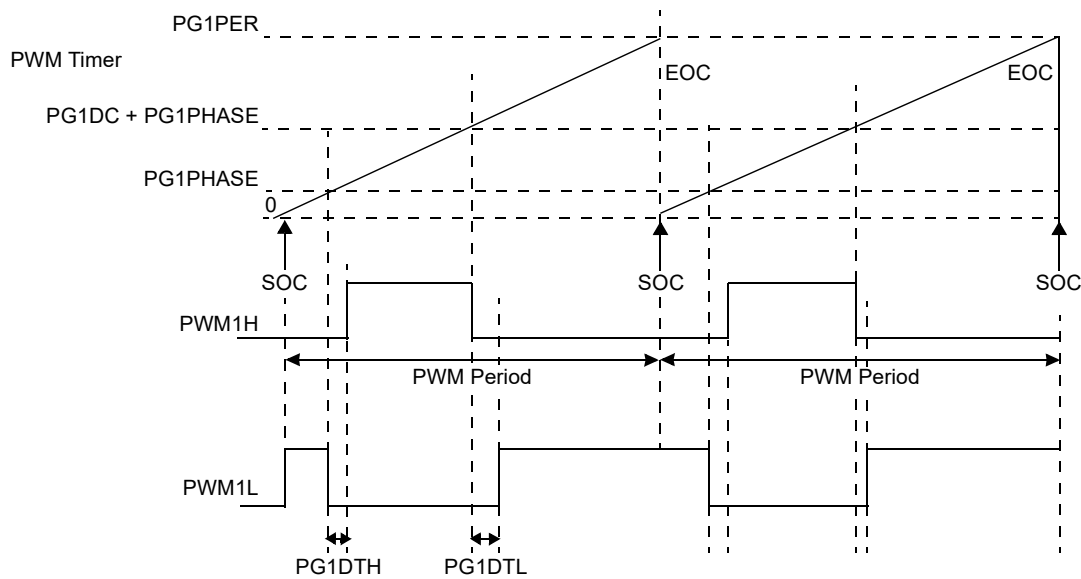 PG1PER
PWM Timer
EOC
EOC
PG1DC + PG1PHASE
PG1PHASE
0
SOC
SOC
SOC
PWM1H
PWM Period
PWM Period
PWM1L
PG1DTH
PG1DTL